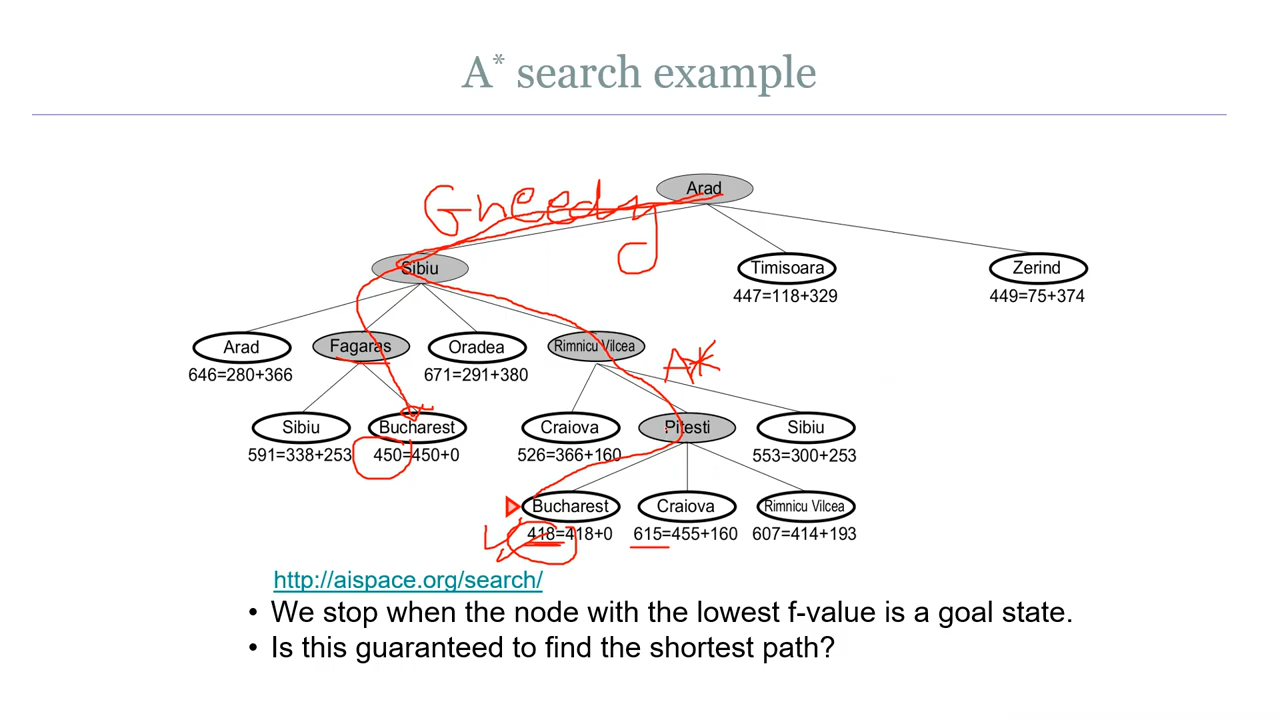 A* search example
Arad
Greedy
Sibiu
Timisoara
Zerind
447=118+329
449=75+374
Arad
Fagaras
Oradea
Rimnicu Vilcea
646=280+366
671=291+380
A*
Sibiu
Bucharest
Craiova
Pitesti
Sibiu
591=338+253
450=450+0
526=366+160
553=300+253
Bucharest
Craiova
Rimnicu Vilcea
418=418+0
615=455+160
607=414+193
http://aispace.org/search/
• We stop when the node with the lowest f-value is a goal state.
• Is this guaranteed to find the shortest path?